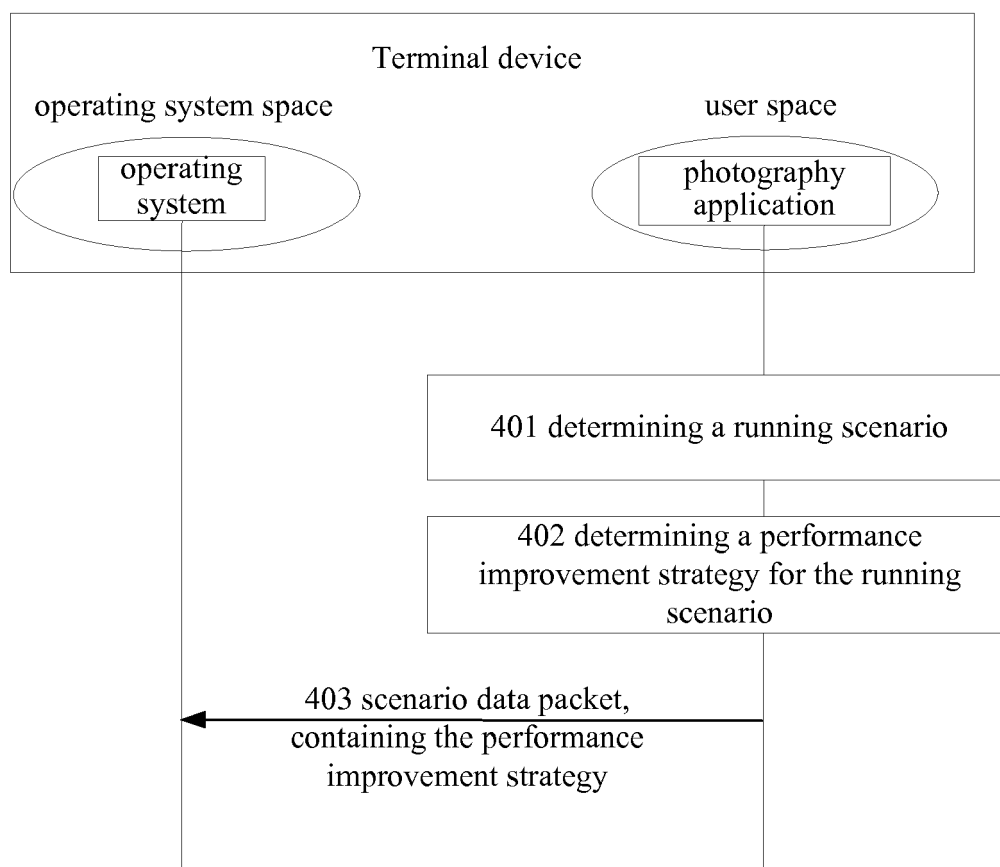 Terminal device
operating system space
user space
operating
system
photography
application
401 determining a running scenario
402 determining a performance
improvement strategy for the running
scenario
403 scenario data packet,
containing the performance
improvement strategy